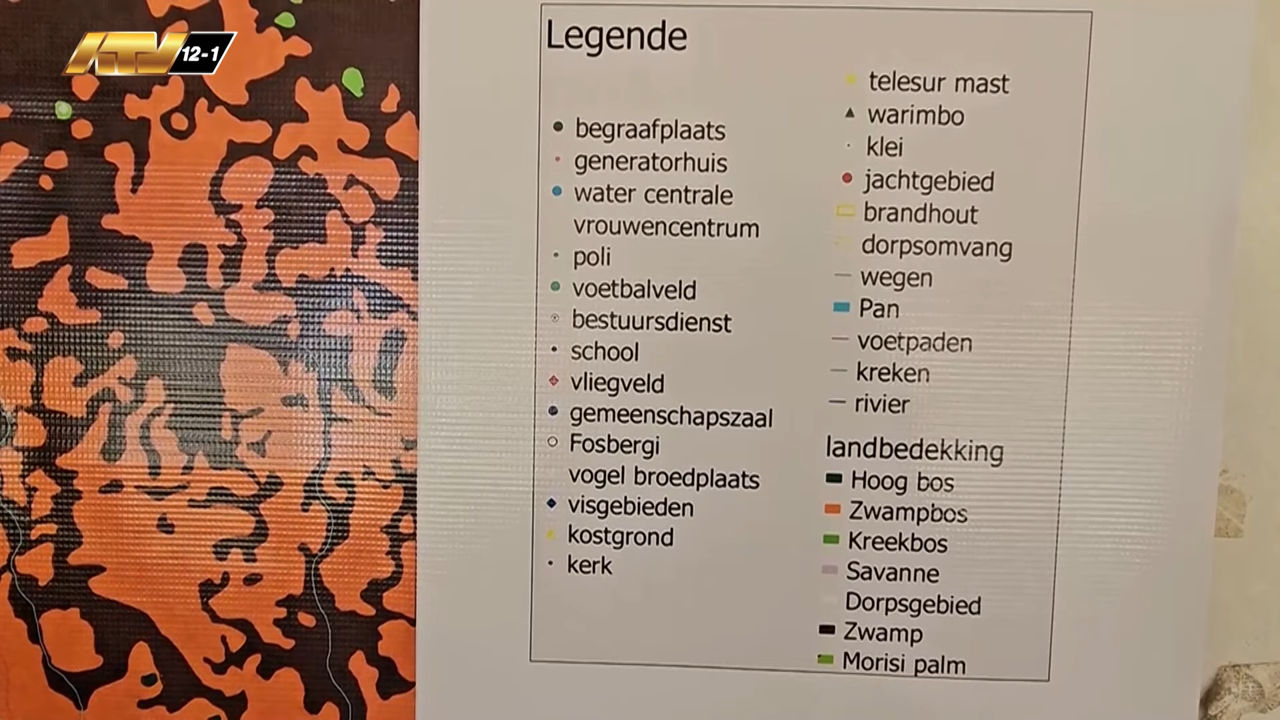 ATV 12-1
Legende
begraafplaats
generatorhuis
water centrale
vrouwencentrum
poli
voetbalveld
bestuursdienst
school
vliegveld
gemeenschapszaal
Fosbergi
vogel broedplaats
visgebieden
kostgrond
kerk
telesur mast
warimbo
klei
jachtgebied
brandhout
dorpsomvang
wegen
Pan
voetpaden
kreken
rivier
landbedekking
Hoog bos
Zwampbos
Kreekbos
Savanne
Dorpsgebied
Zwamp
Morisi palm